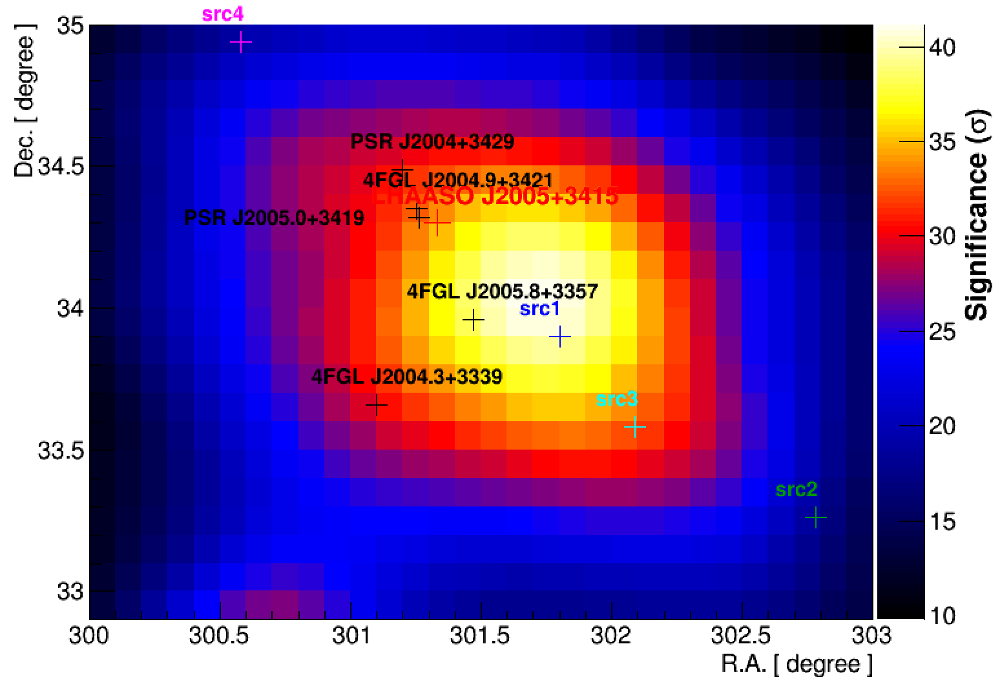 src4
35
Dec. [ degree ]
40
PSR J2004+3429
35
34.5
4FGL J2004.9+3421
LHAASO J2005+3415
PSR J2005.0+3419
30
Significance (σ)
4FGL J2005.8+3357
34
src1
25
4FGL J2004.3+3339
src3
20
33.5
src2
15
33
10
300
300.5
301
301.5
302
302.5
303
R.A. [ degree ]